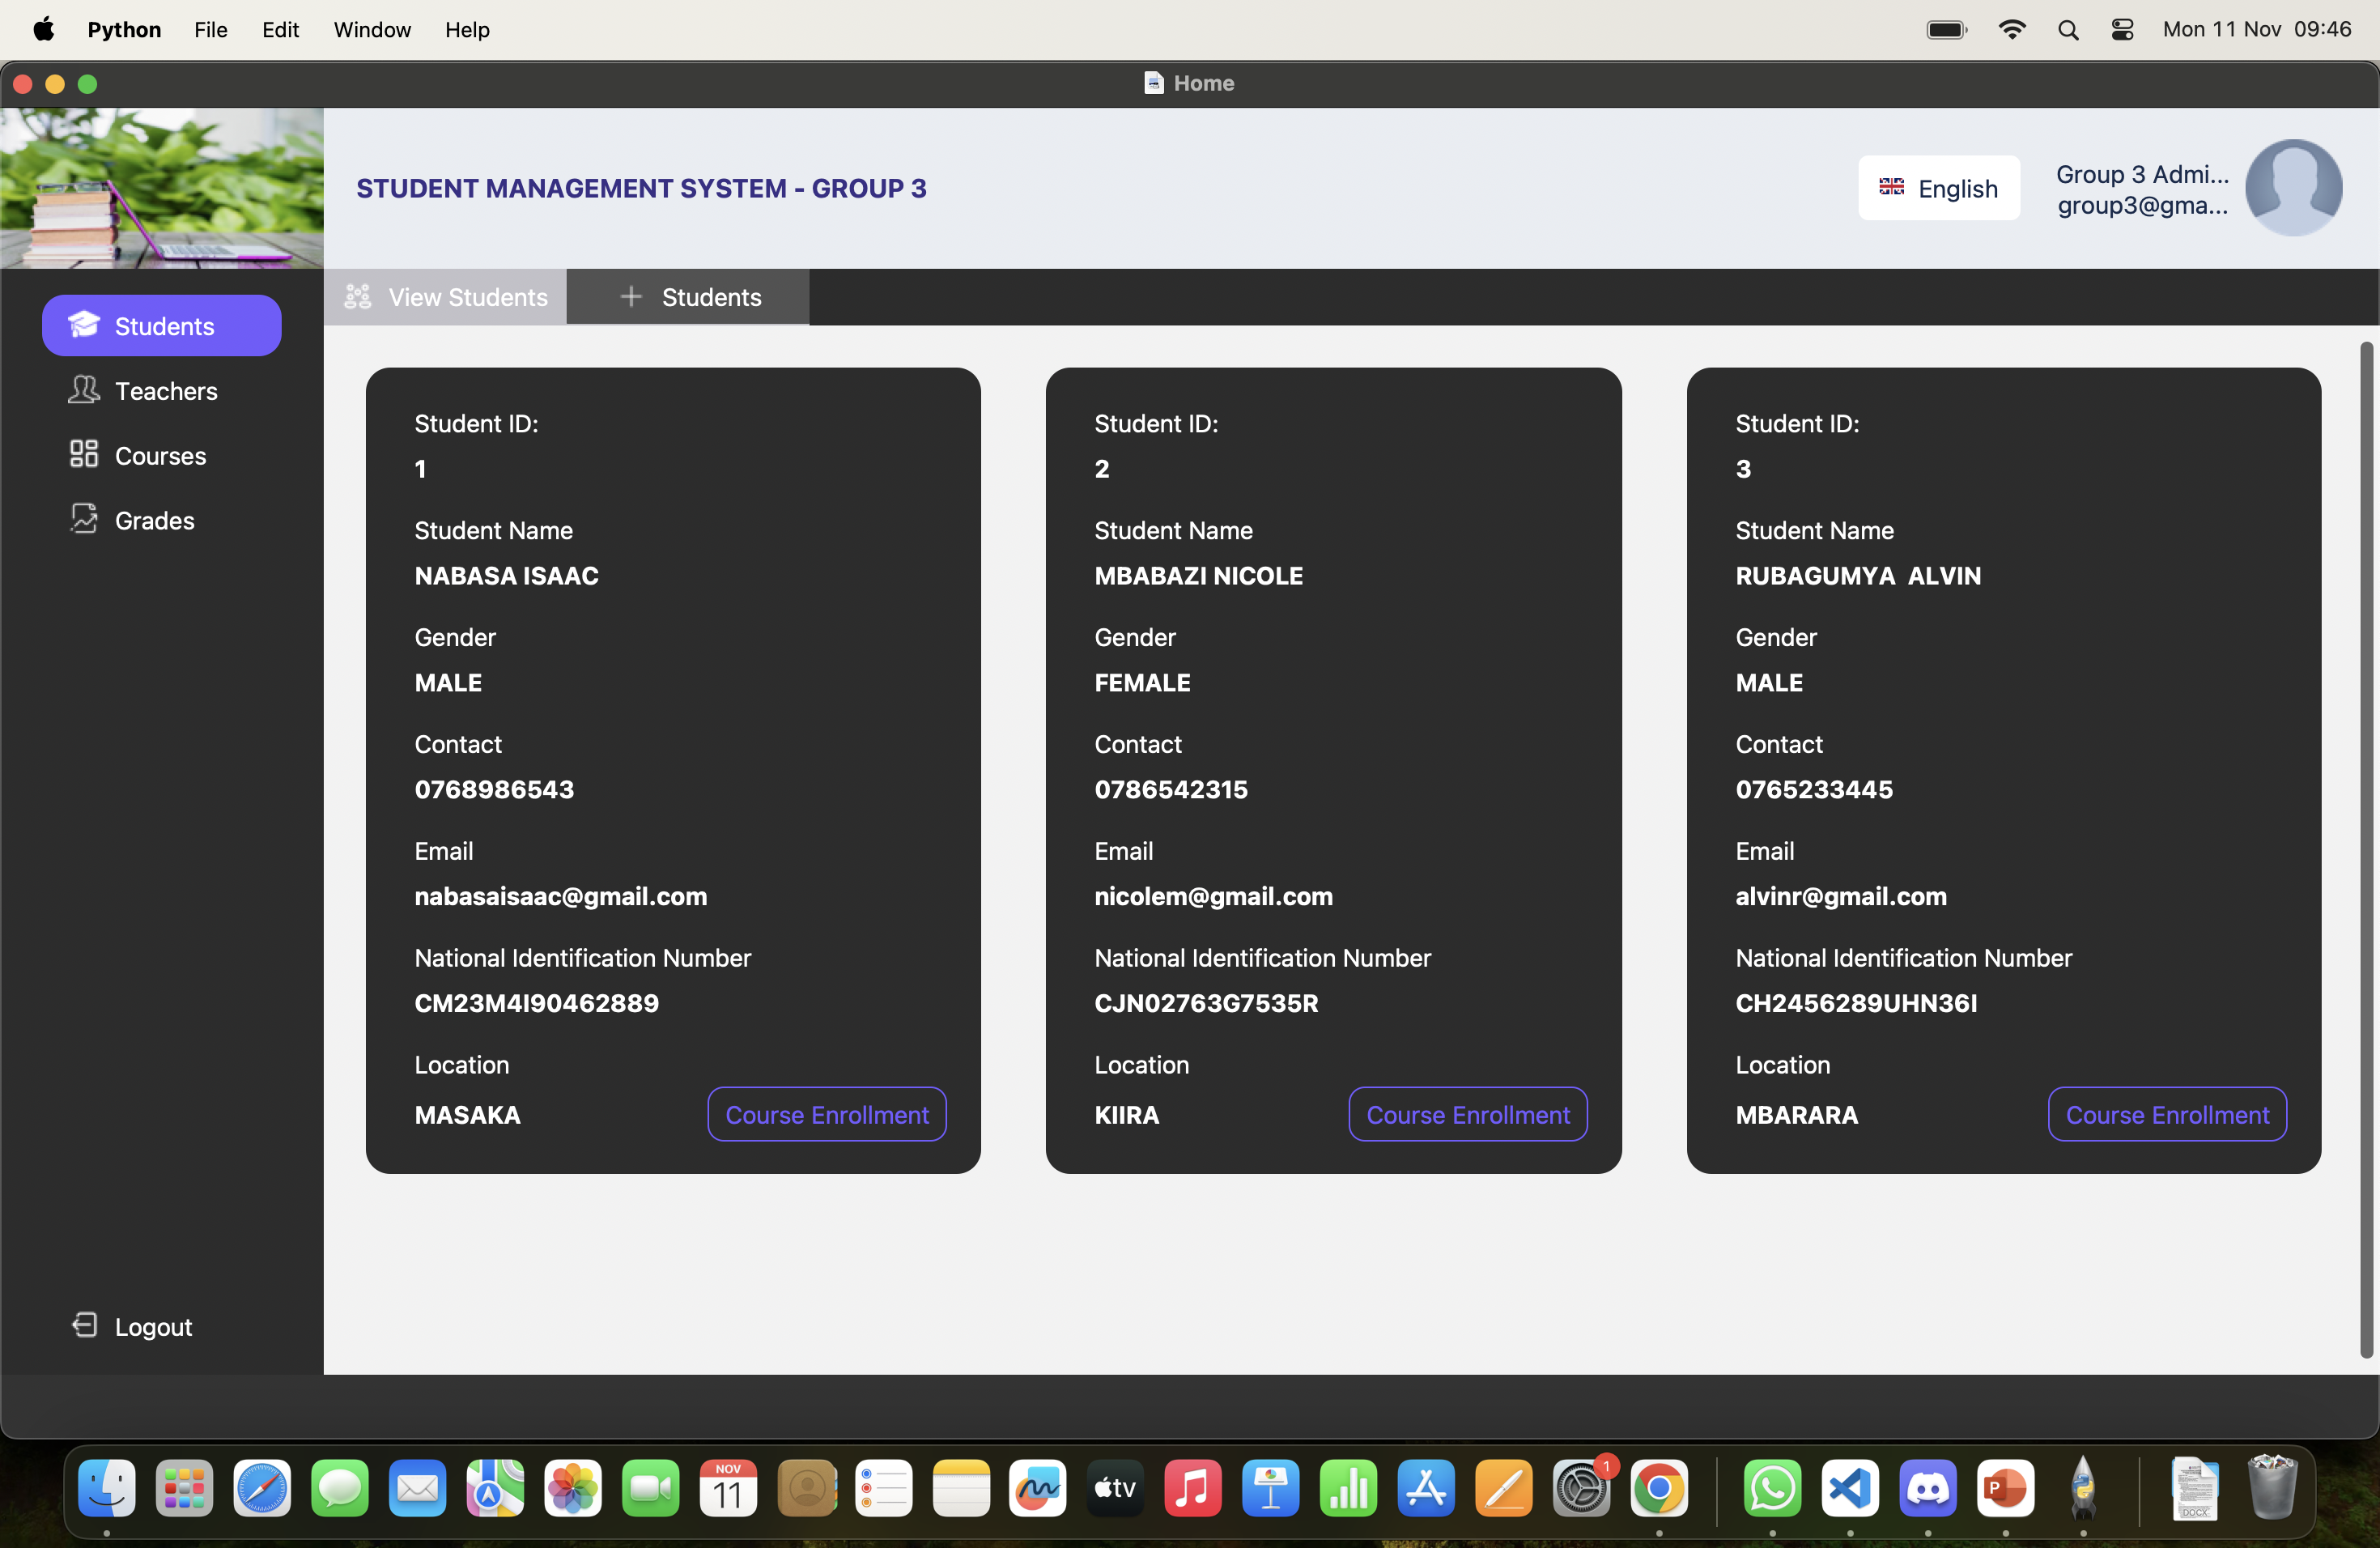 Python File Edit Window Help Mon 11 Nov 09:46
Home
STUDENT MANAGEMENT SYSTEM - GROUP 3
English
Group 3 Admi...
group3@gma...
View Students
Students
Students
Teachers
Courses
Grades
Logout
Student ID:
1
Student Name
NABASA ISAAC
Gender
MALE
Contact
0768986543
Email
nabasaisaac@gmail.com
National Identification Number
CM23M4I90462889
Location
MASAKA
Course Enrollment
Student ID:
2
Student Name
MBABAZI NICOLE
Gender
FEMALE
Contact
0786542315
Email
nicolem@gmail.com
National Identification Number
CJN02763G7535R
Location
KIIRA
Course Enrollment
Student ID:
3
Student Name
RUBAGUMYA  ALVIN
Gender
MALE
Contact
0765233445
Email
alvinr@gmail.com
National Identification Number
CH2456289UHN36I
Location
MBARARA
Course Enrollment
NOV
11
tv
1
P
DOCX